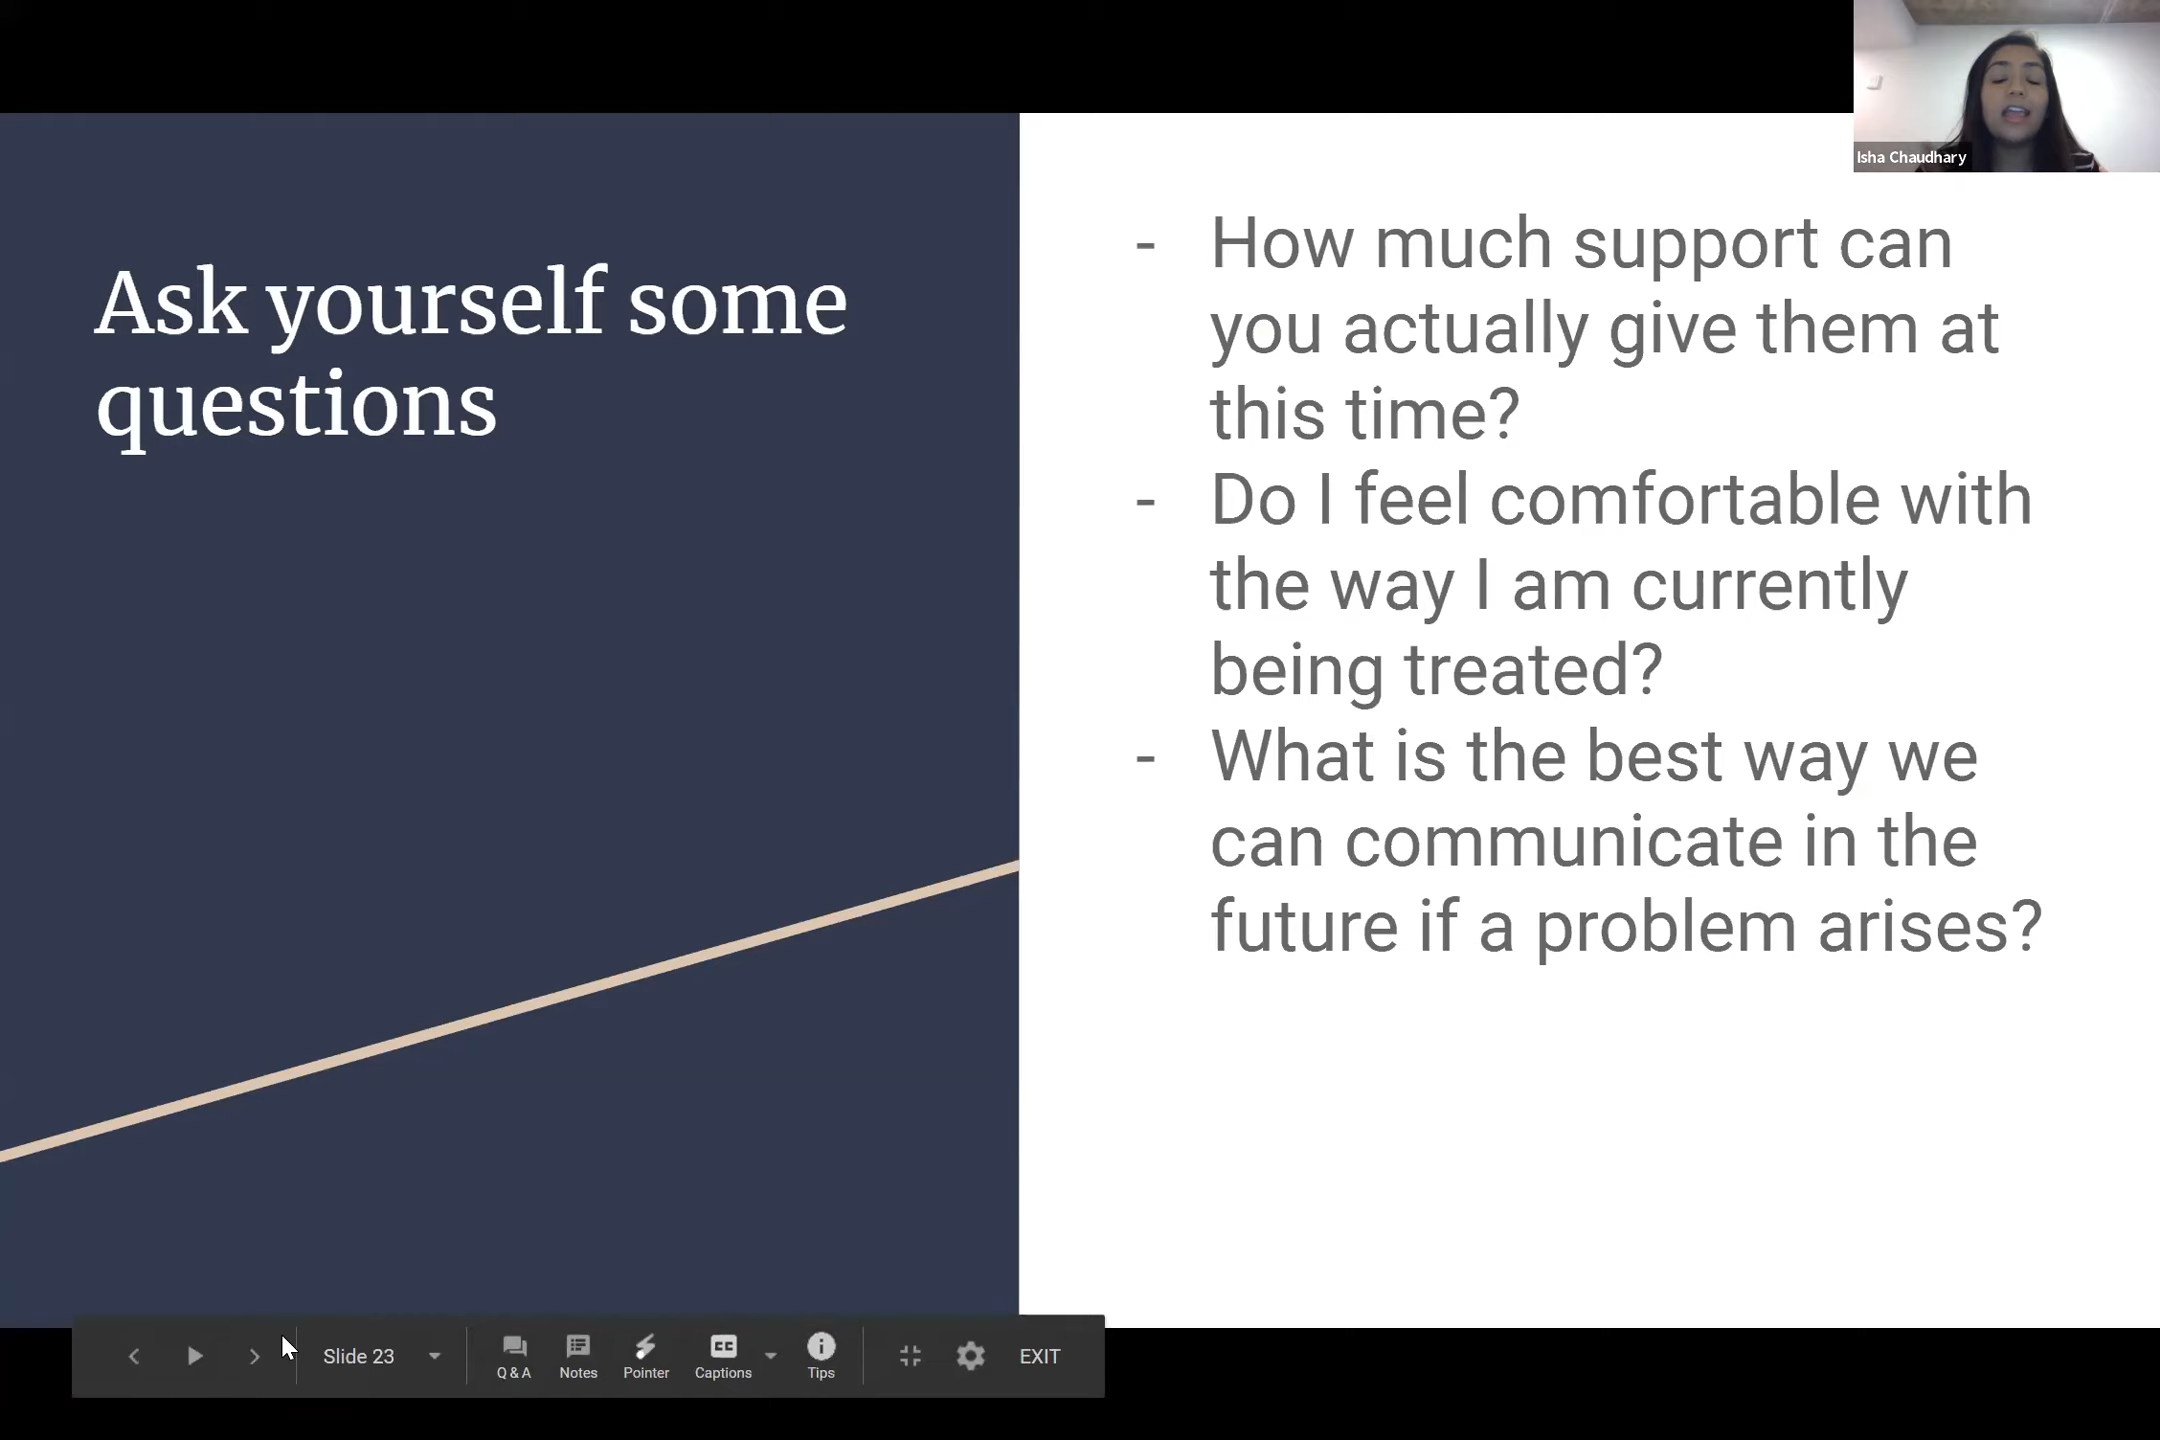 Isha Chaudhary
Ask yourself some
questions
- How much support can
you actually give them at
this time?
- Do I feel comfortable with
the way I am currently
being treated?
- What is the best way we
can communicate in the
future if a problem arises?
Slide 23
Q & A
Notes
Pointer
CC
Captions
Tips
EXIT